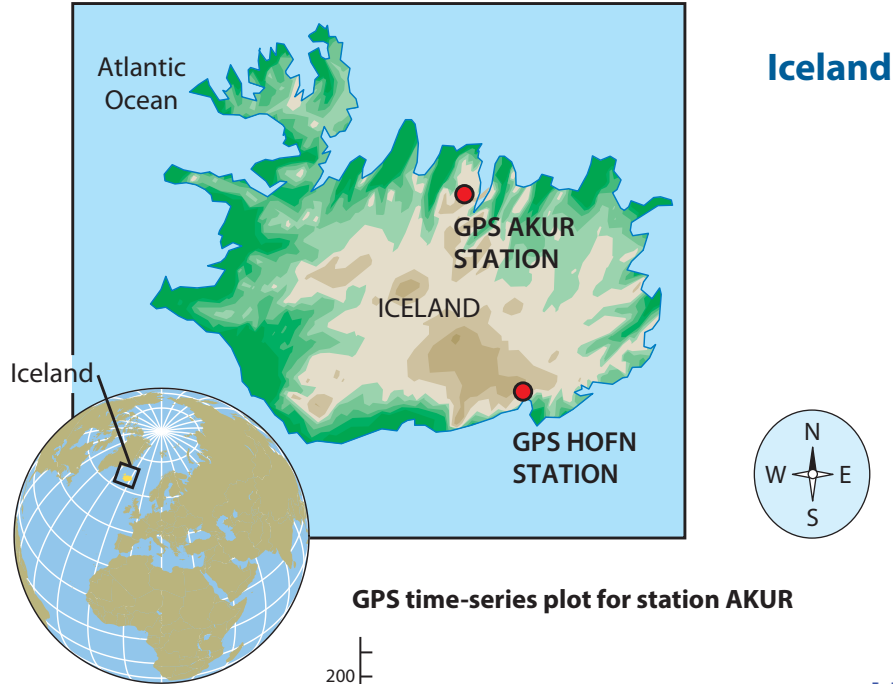 Iceland
Atlantic
Ocean
GPS AKUR
STATION
ICELAND
Iceland
GPS HOFN
STATION
N
W E
S
GPS time-series plot for station AKUR
200